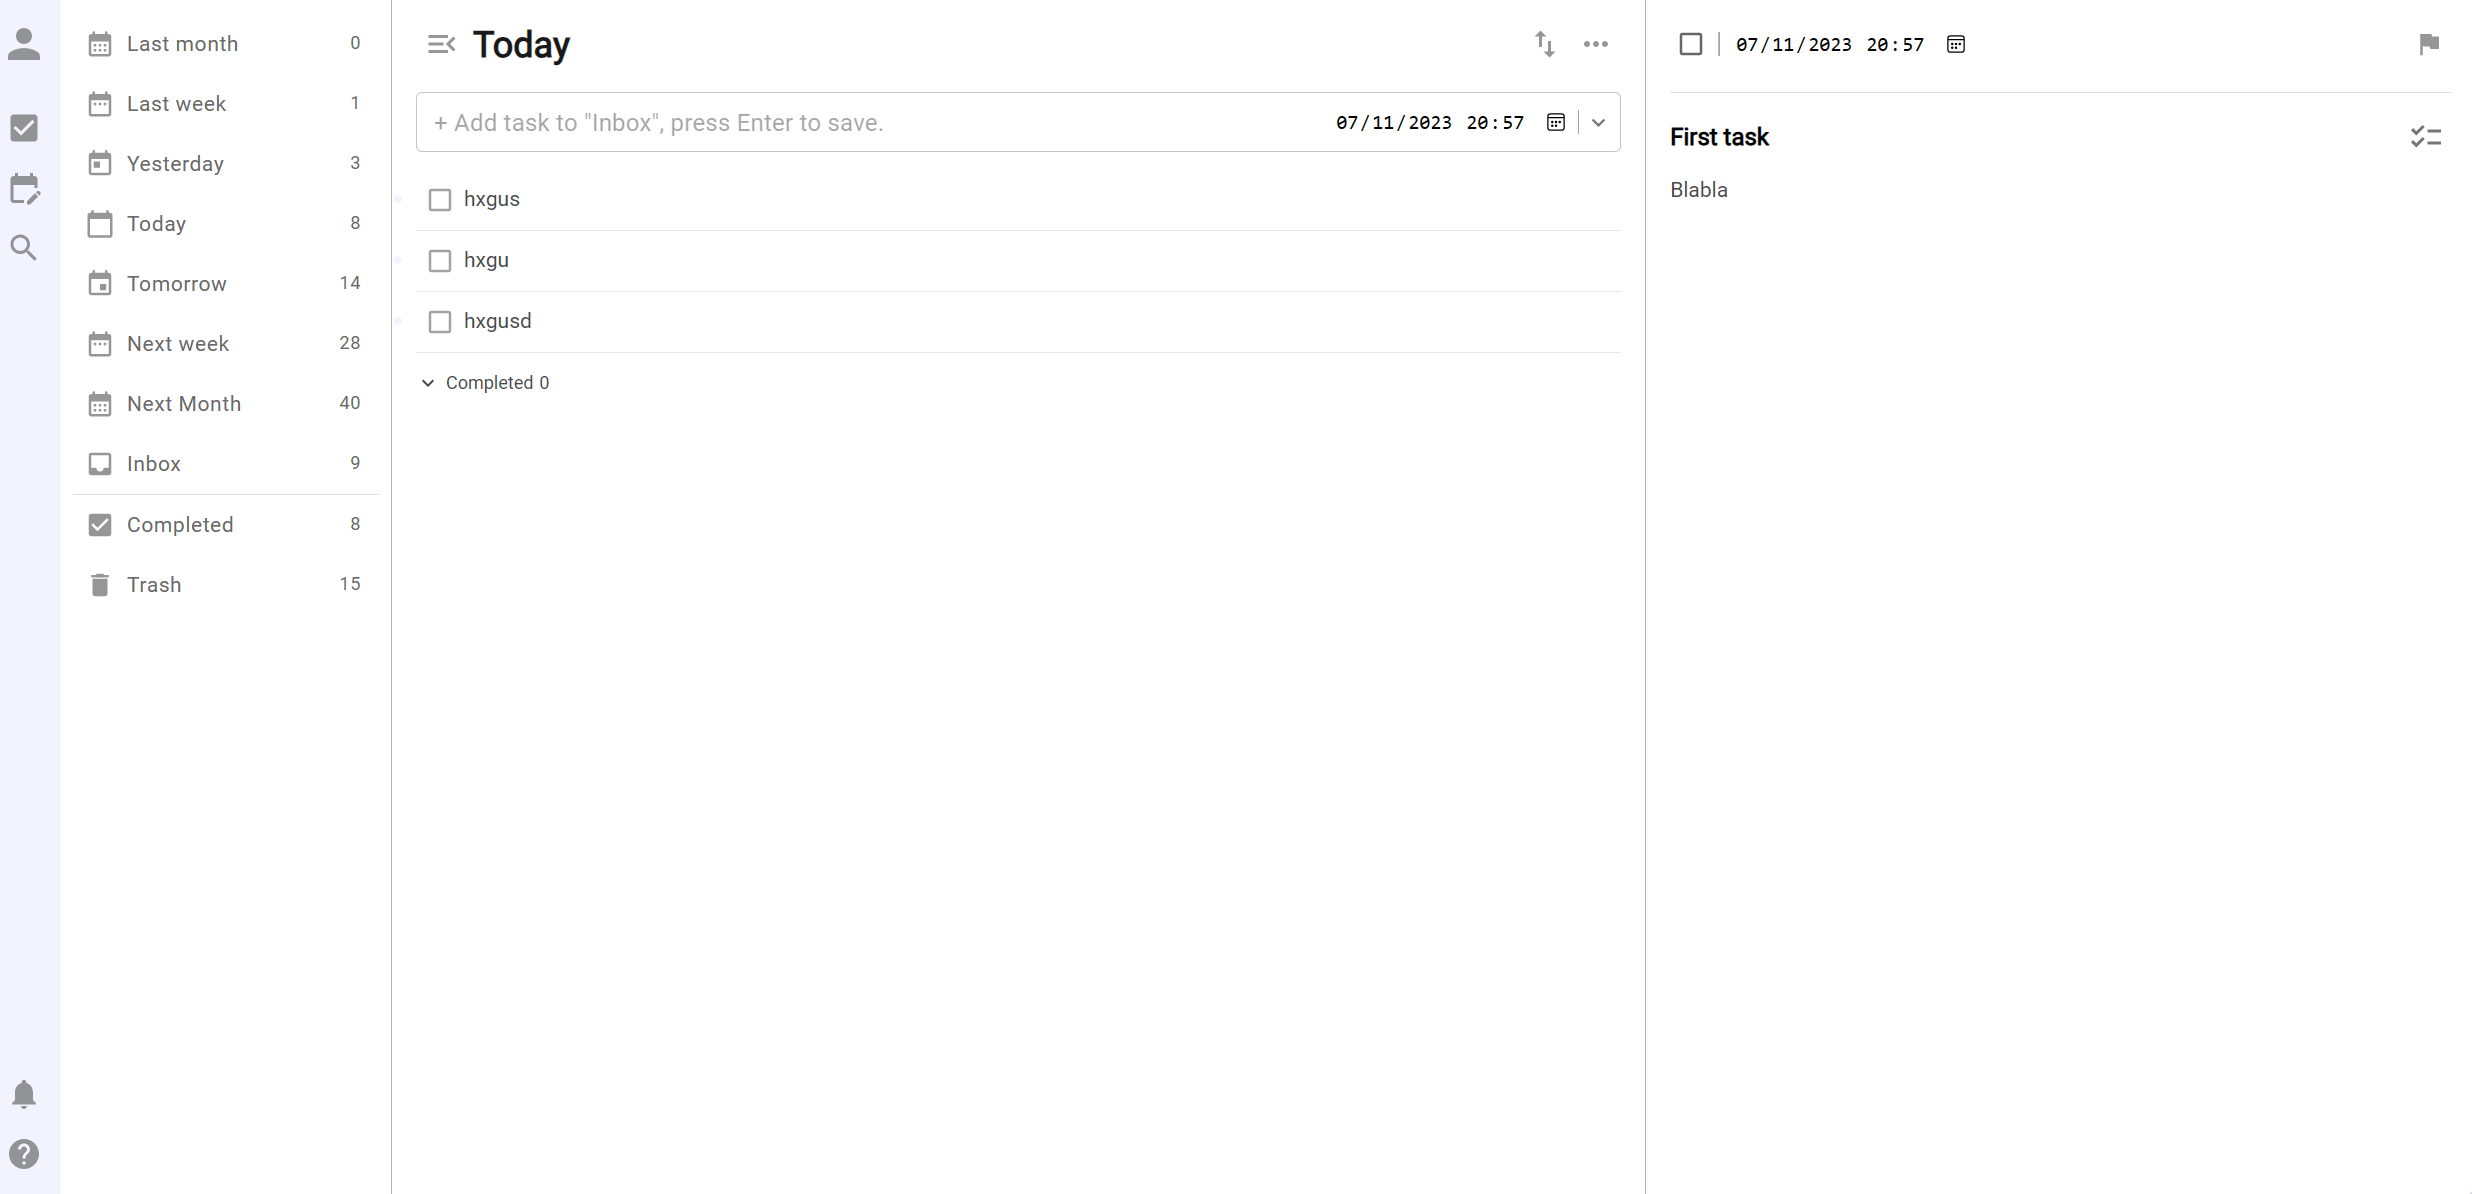 Last month 0
Last week 1
Yesterday 3
Today 8
Tomorrow 14
Next week 28
Next Month 40
Inbox 9
Completed 8
Trash 15
Today
+ Add task to "Inbox", press Enter to save. 07/11/2023 20:57
hxgus
hxgu
hxgusd
Completed 0
07/11/2023 20:57
First task
Blabla